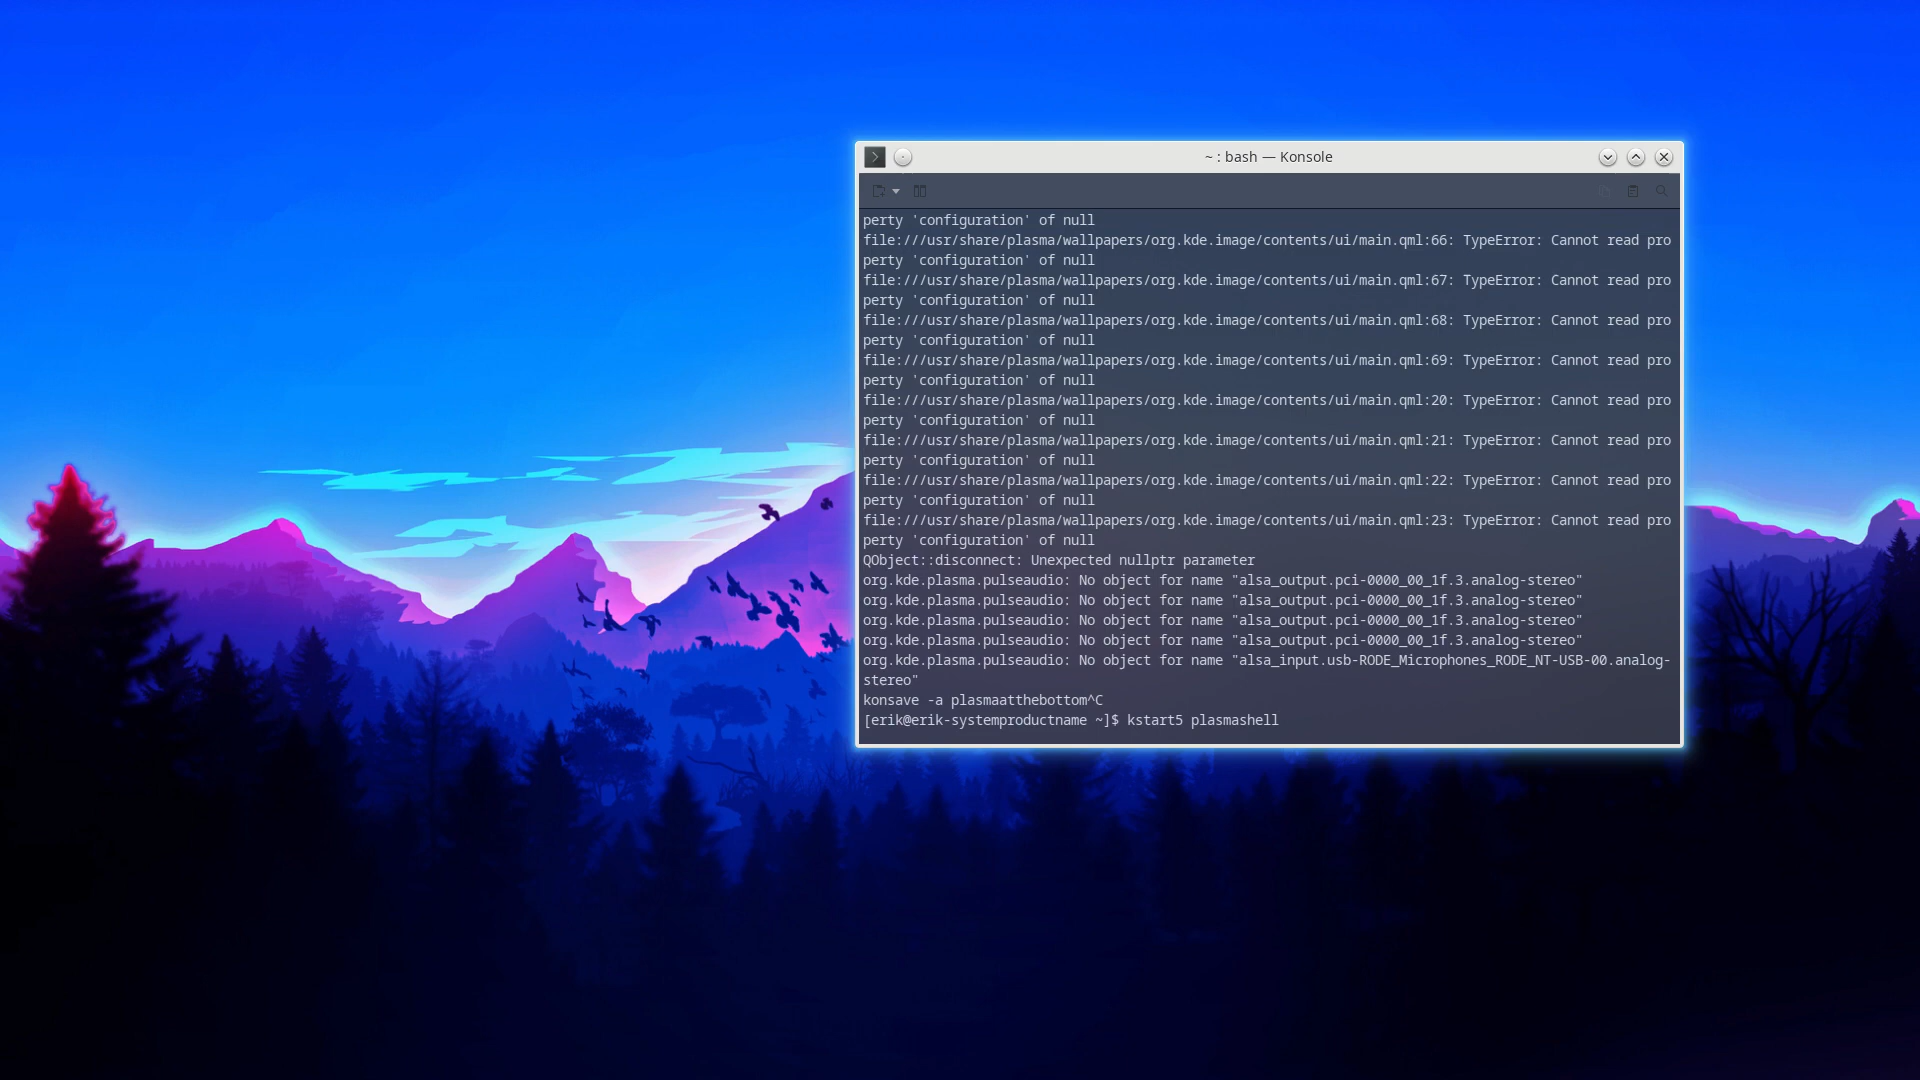 ~ : bash — Konsole
perty 'configuration' of null
file:///usr/share/plasma/wallpapers/org.kde.image/contents/ui/main.qml:66: TypeError: Cannot read pro
perty 'configuration' of null
file:///usr/share/plasma/wallpapers/org.kde.image/contents/ui/main.qml:67: TypeError: Cannot read pro
perty 'configuration' of null
file:///usr/share/plasma/wallpapers/org.kde.image/contents/ui/main.qml:68: TypeError: Cannot read pro
perty 'configuration' of null
file:///usr/share/plasma/wallpapers/org.kde.image/contents/ui/main.qml:69: TypeError: Cannot read pro
perty 'configuration' of null
file:///usr/share/plasma/wallpapers/org.kde.image/contents/ui/main.qml:20: TypeError: Cannot read pro
perty 'configuration' of null
file:///usr/share/plasma/wallpapers/org.kde.image/contents/ui/main.qml:21: TypeError: Cannot read pro
perty 'configuration' of null
file:///usr/share/plasma/wallpapers/org.kde.image/contents/ui/main.qml:22: TypeError: Cannot read pro
perty 'configuration' of null
file:///usr/share/plasma/wallpapers/org.kde.image/contents/ui/main.qml:23: TypeError: Cannot read pro
perty 'configuration' of null
QObject::disconnect: Unexpected nullptr parameter
org.kde.plasma.pulseaudio: No object for name "alsa_output.pci-0000_00_1f.3.analog-stereo"
org.kde.plasma.pulseaudio: No object for name "alsa_output.pci-0000_00_1f.3.analog-stereo"
org.kde.plasma.pulseaudio: No object for name "alsa_output.pci-0000_00_1f.3.analog-stereo"
org.kde.plasma.pulseaudio: No object for name "alsa_output.pci-0000_00_1f.3.analog-stereo"
org.kde.plasma.pulseaudio: No object for name "alsa_input.usb-RODE_Microphones_RODE_NT-USB-00.analog-
stereo"
konsave -a plasmaatthebottom^C
[erik@erik-systemproductname ~]$ kstart5 plasmashell